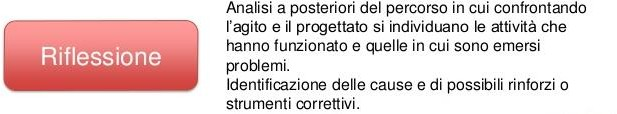 Riflessione
Analisi a posteriori del percorso in cui confrontando
l'agito e il progettato si individuano le attività che
hanno funzionato e quelle in cui sono emersi
problemi.
Identificazione delle cause e di possibili rinforzi o
strumenti correttivi.